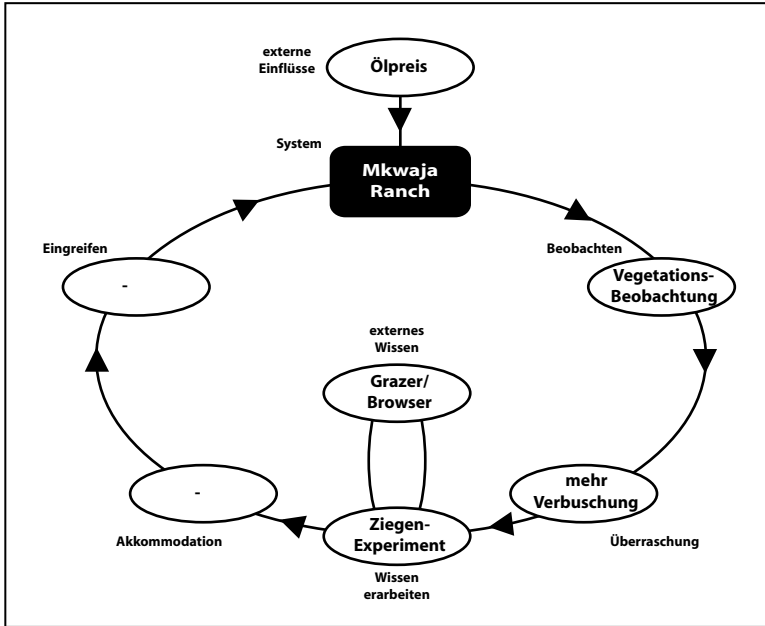 externe
Einflüsse
Ölpreis
System
Mkwaja
Ranch
Eingreifen
-
Beobachten
Vegetations-
Beobachtung
externes
Wissen
Grazer/
Browser
mehr
Verbuschung
Überraschung
Ziegen-
Experiment
Wissen
erarbeiten
-
Akkommodation